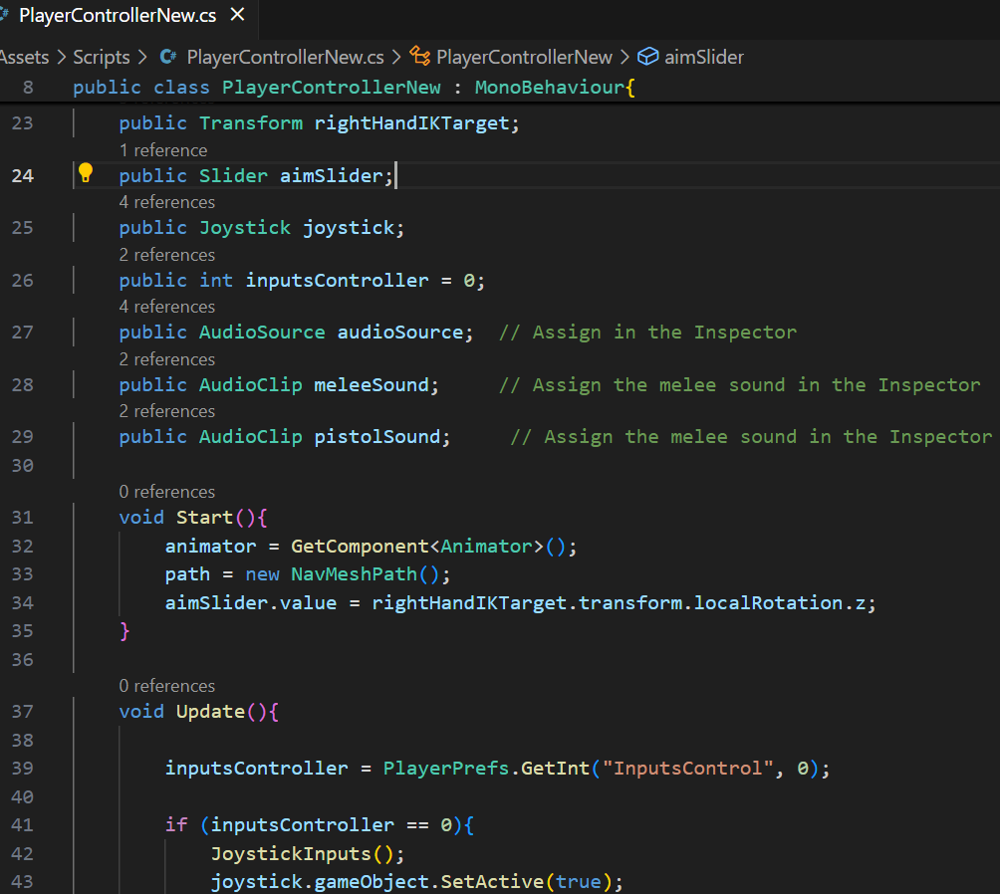 PlayerControllerNew.cs ×
Assets > Scripts > PlayerControllerNew.cs > PlayerControllerNew > aimSlider
8 public class PlayerControllerNew : MonoBehaviour{
23 public Transform rightHandIKTarget;
1 reference
24 public Slider aimSlider;
4 references
25 public Joystick joystick;
2 references
26 public int inputsController = 0;
4 references
27 public AudioSource audioSource;  // Assign in the Inspector
2 references
28 public AudioClip meleeSound;     // Assign the melee sound in the Inspector
2 references
29 public AudioClip pistolSound;     // Assign the melee sound in the Inspector
30
0 references
31 void Start(){
32 animator = GetComponent<Animator>();
33 path = new NavMeshPath();
34 aimSlider.value = rightHandIKTarget.transform.localRotation.z;
35 }
36
0 references
37 void Update(){
38
39 inputsController = PlayerPrefs.GetInt("InputsControl", 0);
40
41 if (inputsController == 0){
42 JoystickInputs();
43 joystick.gameObject.SetActive(true);